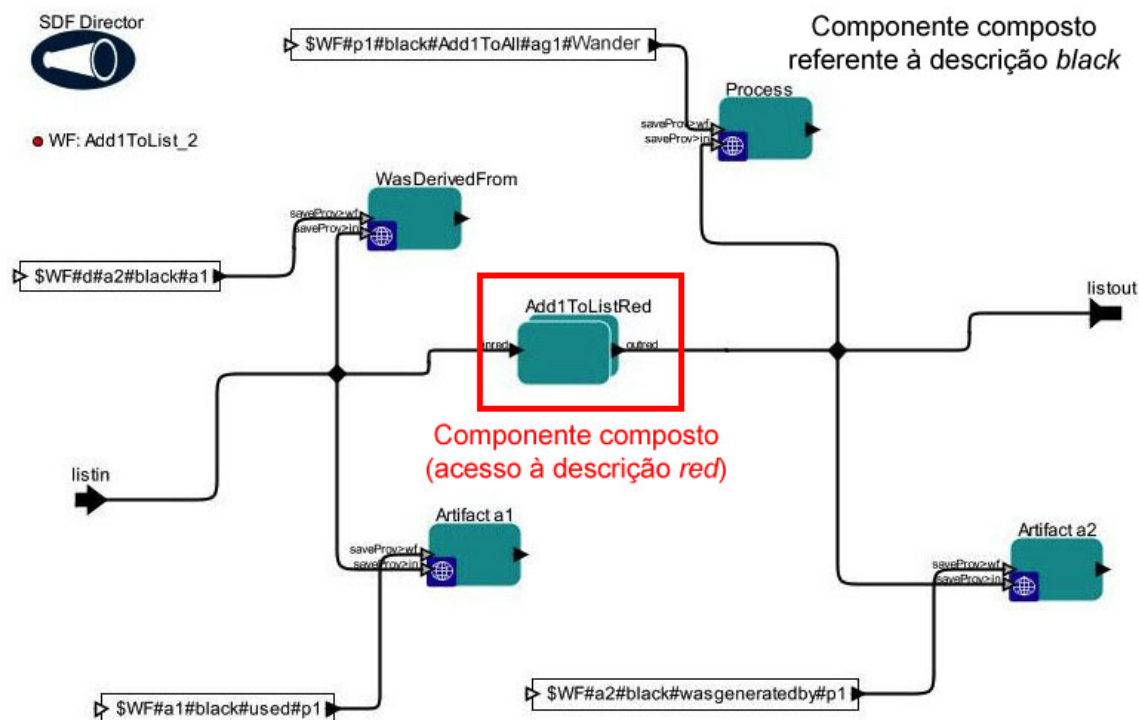 SDF Director
$WF#p1#black#Add1ToAll#ag1#Wander
Componente composto
referente à descrição black
Process
saveProv>wf
saveProv>in
WF: Add1ToList_2
WasDerivedFrom
saveProv>wf
saveProv>in
$WF#d#a2#black#a1
listout
Add1ToListRed
inred
outred
Componente composto
(acesso à descrição red)
listin
Artifact a1
saveProv>wf
saveProv>in
Artifact a2
saveProv>wf
saveProv>in
$WF#a1#black#used#p1
$WF#a2#black#wasgeneratedby#p1